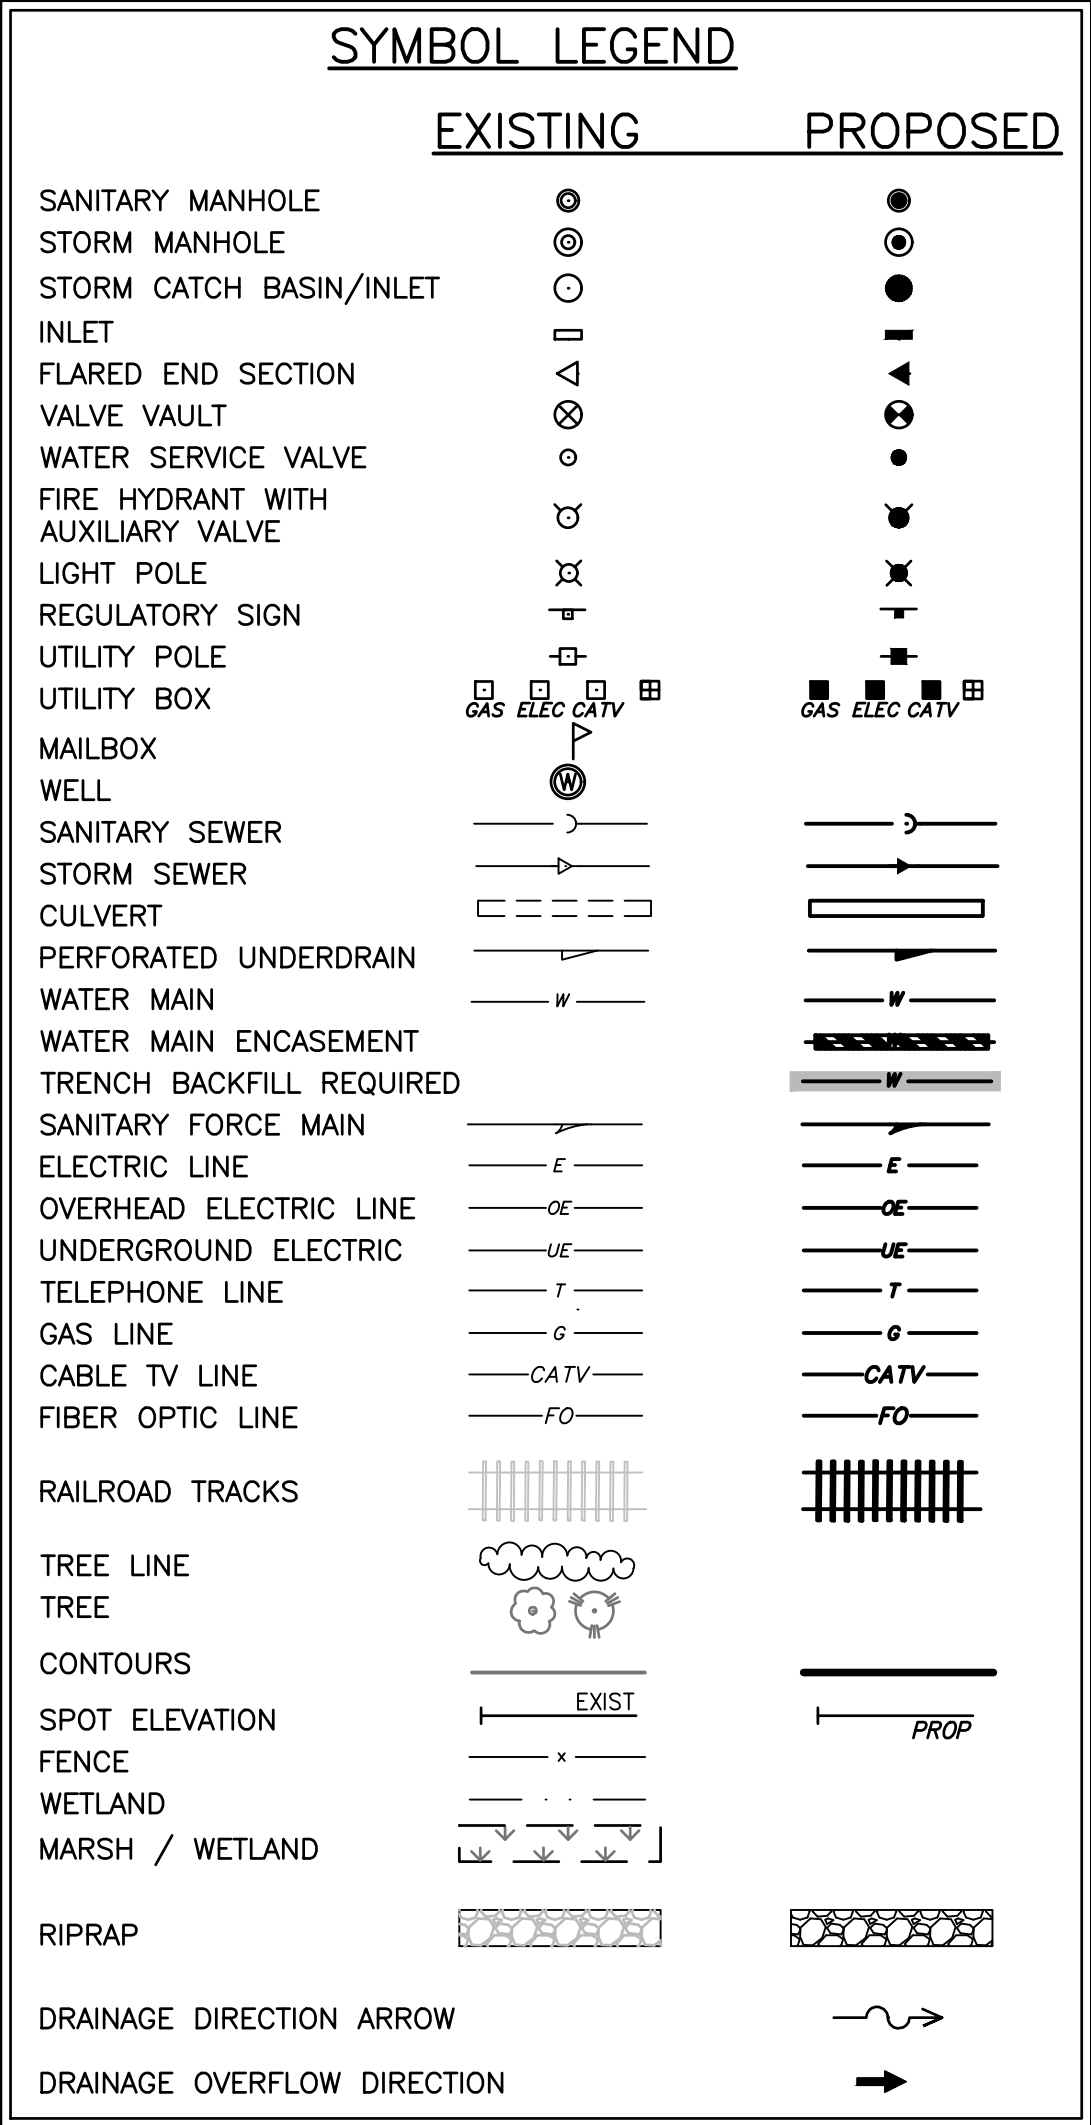 SYMBOL LEGEND
EXISTING PROPOSED
SANITARY MANHOLE
STORM MANHOLE
STORM CATCH BASIN/INLET
INLET
FLARED END SECTION
VALVE VAULT
WATER SERVICE VALVE
FIRE HYDRANT WITH
AUXILIARY VALVE
LIGHT POLE
REGULATORY SIGN
UTILITY POLE
UTILITY BOX
GAS ELEC CATV GAS ELEC CATV
MAILBOX
WELL W
SANITARY SEWER
STORM SEWER
CULVERT
PERFORATED UNDERDRAIN
WATER MAIN W W
WATER MAIN ENCASEMENT W
TRENCH BACKFILL REQUIRED W
SANITARY FORCE MAIN
ELECTRIC LINE E E
OVERHEAD ELECTRIC LINE OE OE
UNDERGROUND ELECTRIC UE UE
TELEPHONE LINE T T
GAS LINE G G
CABLE TV LINE CATV CATV
FIBER OPTIC LINE FO FO
RAILROAD TRACKS
TREE LINE
TREE
CONTOURS
SPOT ELEVATION EXIST PROP
FENCE x
WETLAND
MARSH / WETLAND
RIPRAP
DRAINAGE DIRECTION ARROW
DRAINAGE OVERFLOW DIRECTION